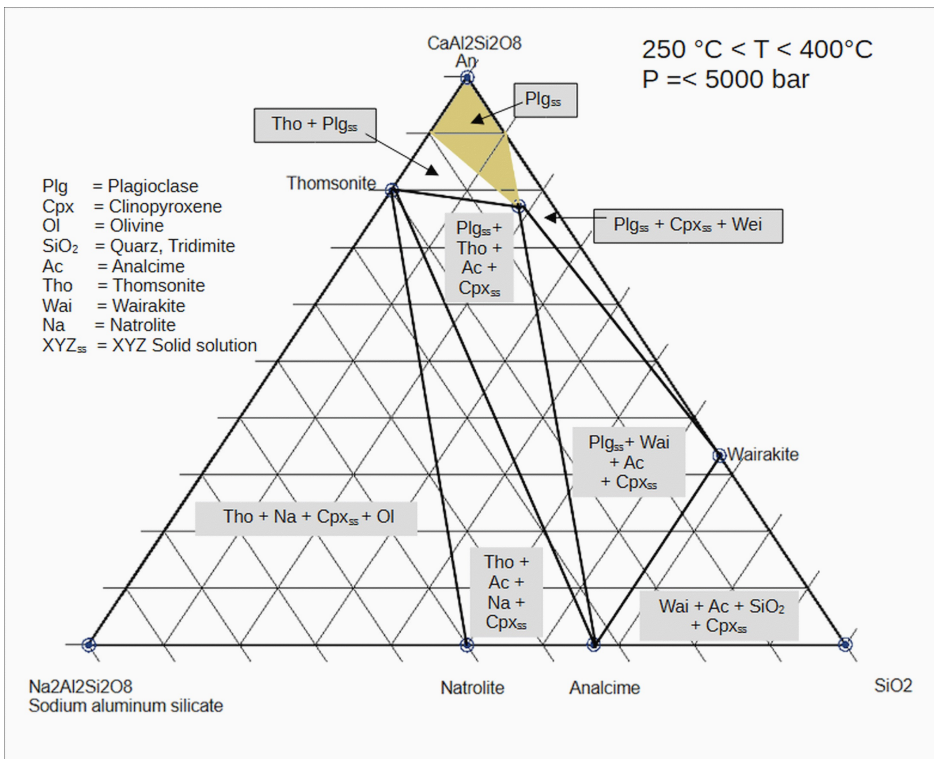 CaAl2Si2O8
An
250 °C < T < 400°C
P =< 5000 bar
Plgss
Tho + Plgss
Thomsonite
Plg = Plagioclase
Cpx = Clinopyroxene
Ol = Olivine
SiO₂ = Quarz, Tridimite
Ac = Analcime
Tho = Thomsonite
Wai = Wairakite
Na = Natrolite
XYZss = XYZ Solid solution
Plgss + Cpxss + Wei
Plgss+
Tho +
Ac +
Cpxss
Plgss+ Wai
+ Ac
+ Cpxss
Wairakite
Tho + Na + Cpxss + Ol
Tho +
Ac +
Na +
Cpxss
Wai + Ac + SiO₂
+ Cpxss
Na2Al2Si2O8
Sodium aluminum silicate
Natrolite
Analcime
SiO2